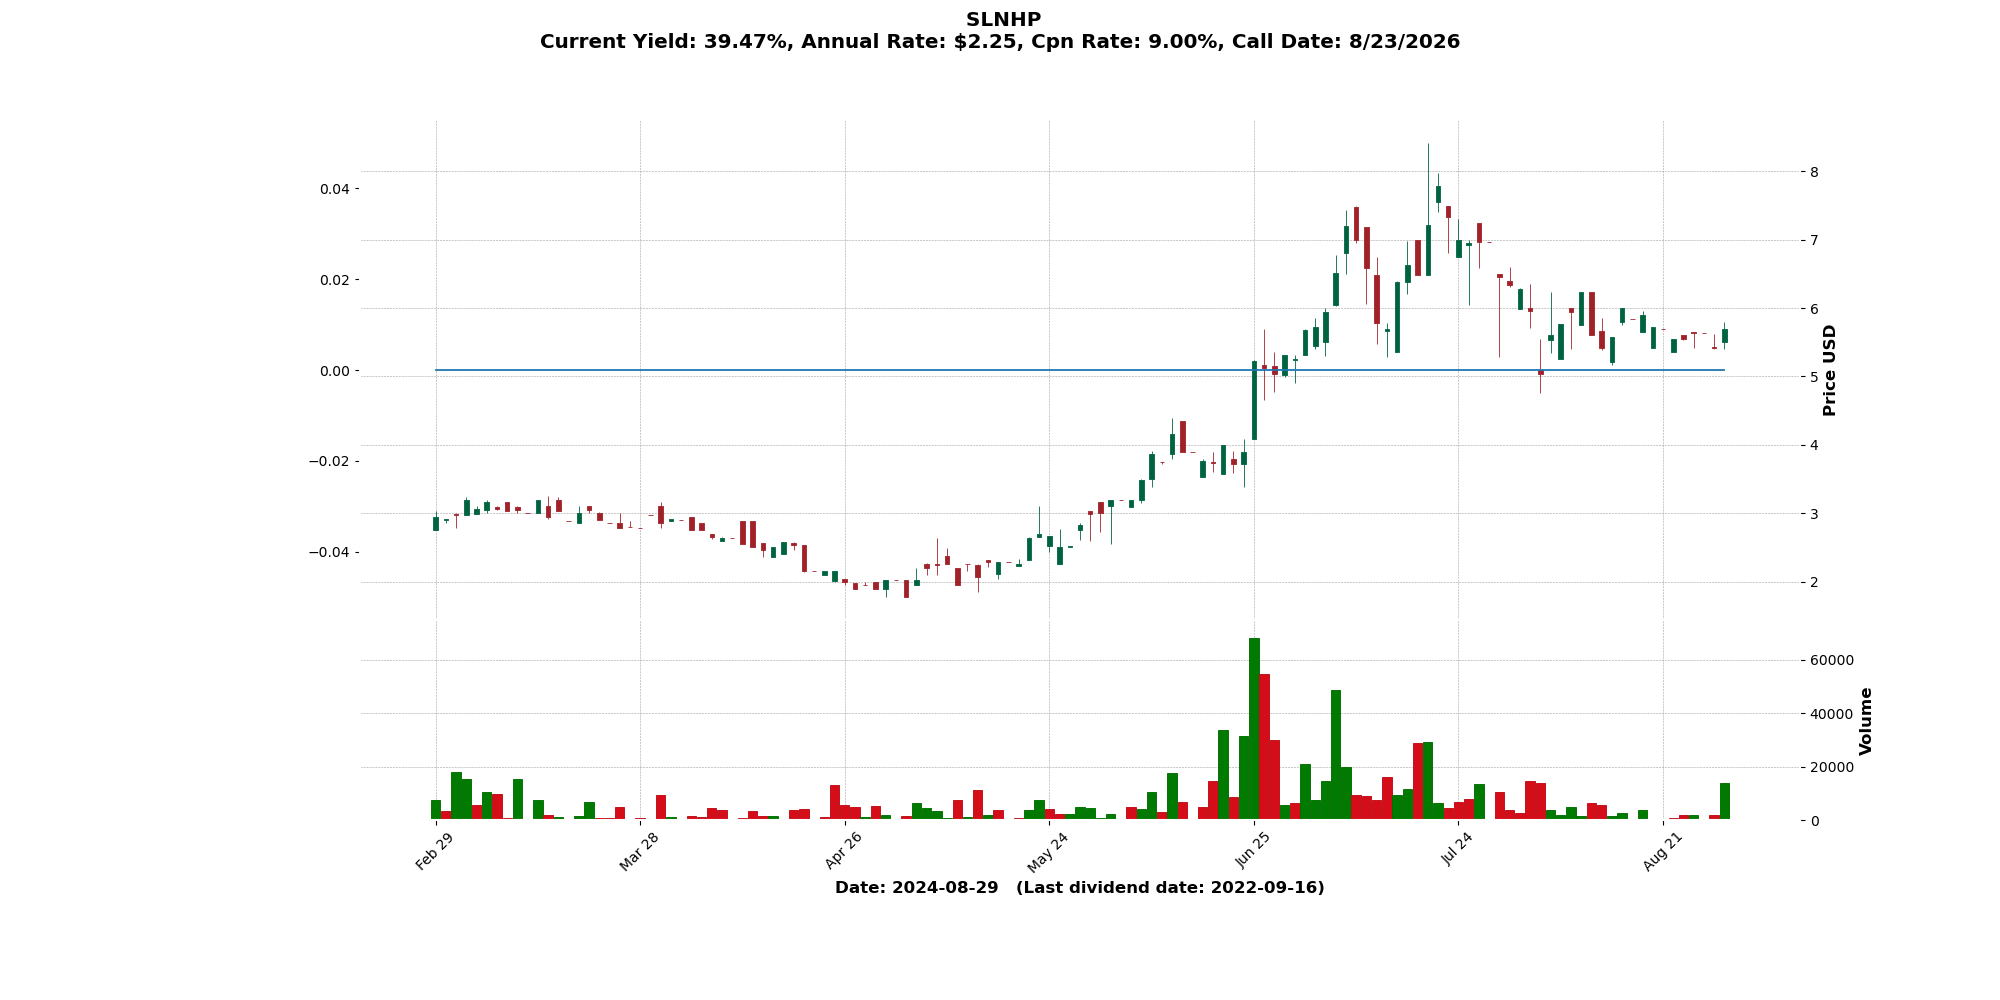 SLNHP
Current Yield: 39.47%, Annual Rate: $2.25, Cpn Rate: 9.00%, Call Date: 8/23/2026
0.04
0.02
0.00
−0.02
−0.04
8
7
6
5
4
3
2
Price USD
60000
40000
20000
0
Volume
Feb 29
Mar 28
Apr 26
May 24
Jun 25
Jul 24
Aug 21
Date: 2024-08-29   (Last dividend date: 2022-09-16)